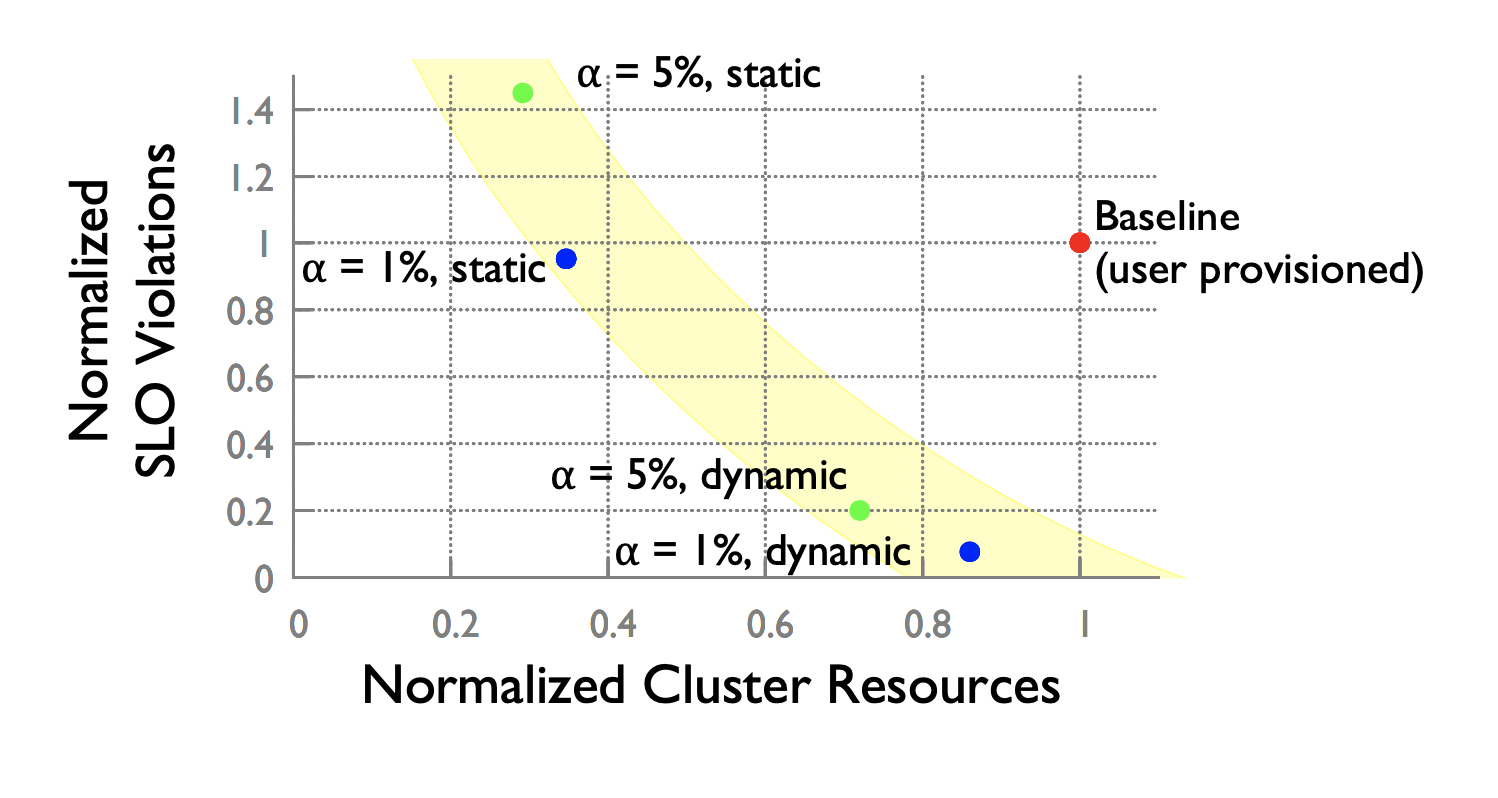 α = 5%, static
1.4
1.2
1
0.8
0.6
0.4
0.2
0
Normalized
SLO Violations
Baseline
(user provisioned)
α = 1%, static
α = 5%, dynamic
α = 1%, dynamic
0 0.2 0.4 0.6 0.8 1
Normalized Cluster Resources